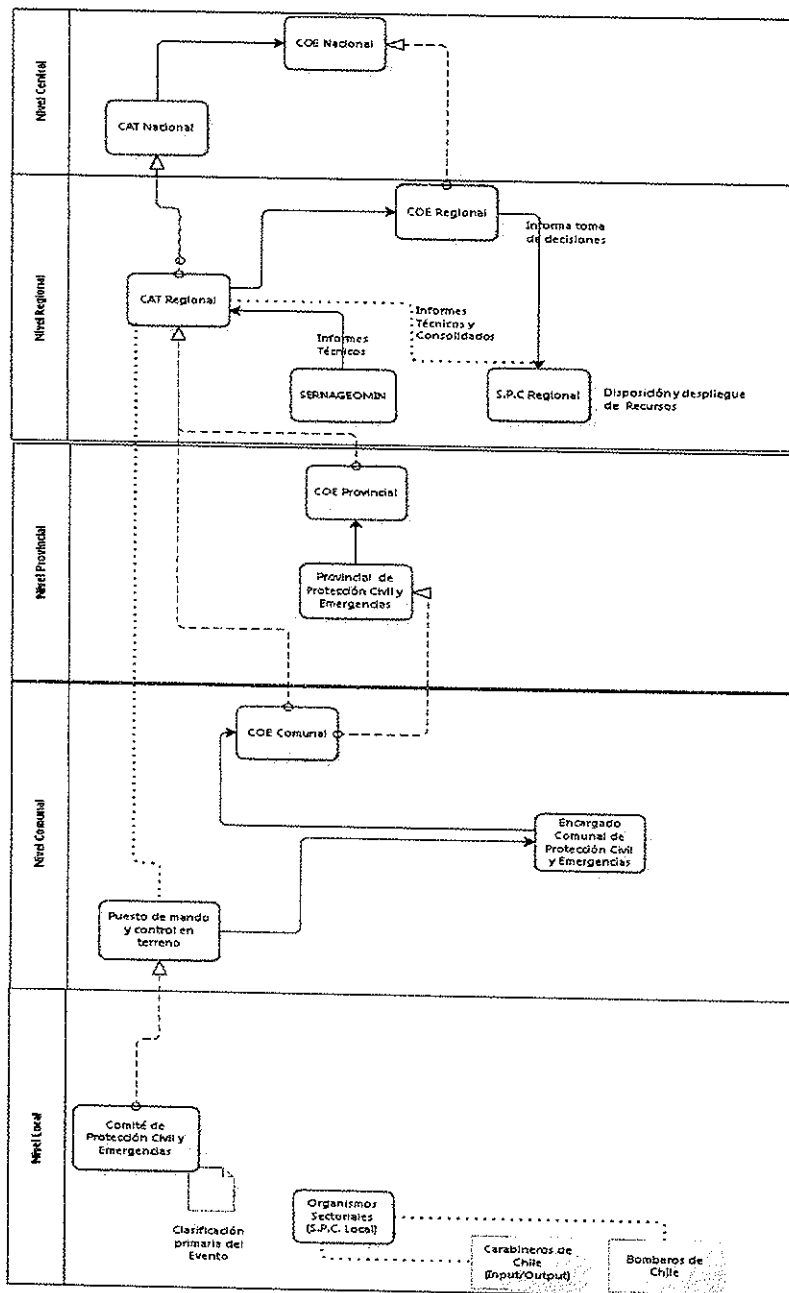 Nivel Central
COE Nacional
CAT Nacional
Nivel Regional
COE Regional
Informa toma
de decisiones
CAT Regional
Informes
Técnicos y
Consolidados
Informes
Técnicos
SERNAGEOMIN
S.P.C Regional
Disposición y despliegue
de Recursos
Nivel Provincial
COE Provincial
Provincial de
Protección Civil y
Emergencias
Nivel Comunal
COE Comunal
Encargado
Comunal de
Protección Civil
y Emergencias
Puesto de mando
y control en
terreno
Nivel Local
Comité de
Protección Civil y
Emergencias
Clasificación
primaria del
Evento
Organismos
Sectoriales
(S.P.C. Local)
Carabineros de
Chile
(Input/Output)
Bomberos de
Chile